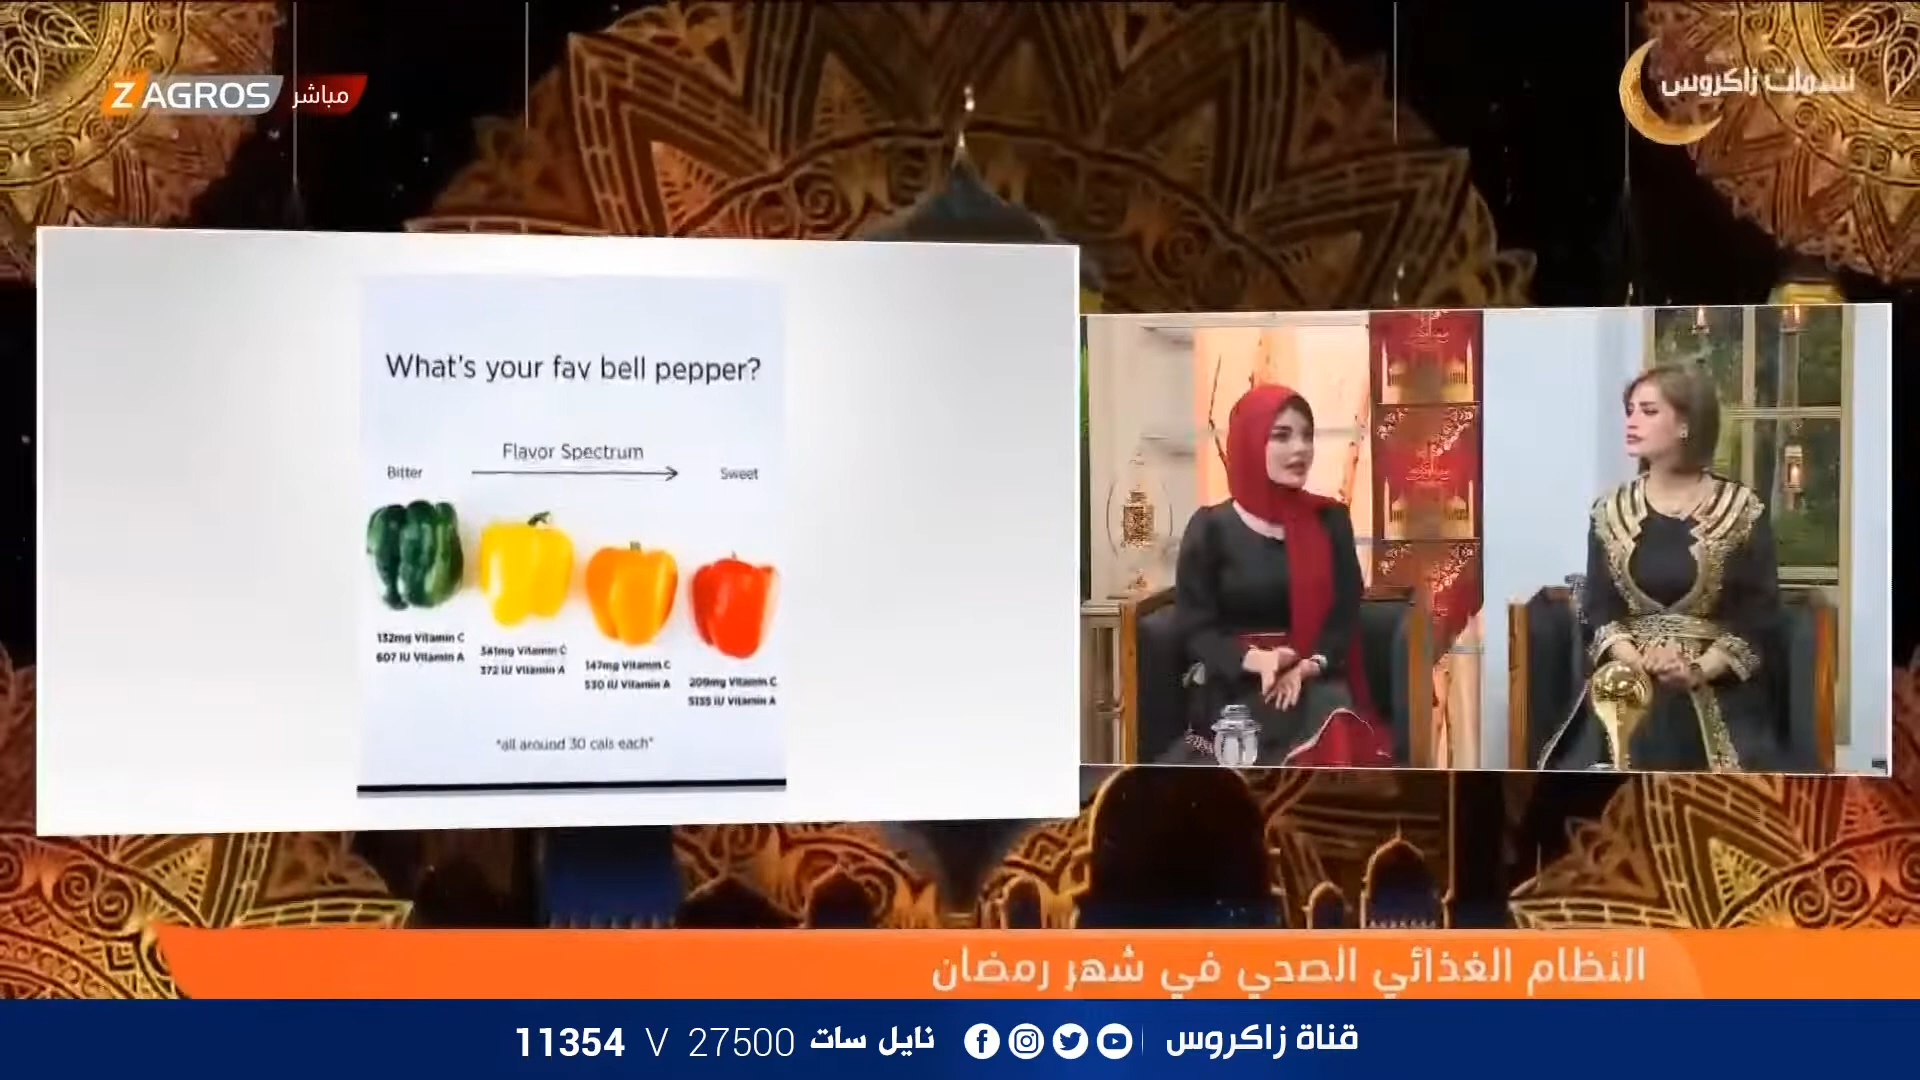 ZAGROS مباشر
نسمات زاكروس
What's your fav bell pepper?
Flavor Spectrum
Bitter
Sweet
132mg Vitamin C
607 IU Vitamin A
341mg Vitamin C
372 IU Vitamin A
147mg Vitamin C
530 IU Vitamin A
209mg Vitamin C
5135 IU Vitamin A
*all around 30 cals each*
النظام الغذائي الصحي في شهر رمضان
قناة زاكروس
نايل سات 27500 V 11354